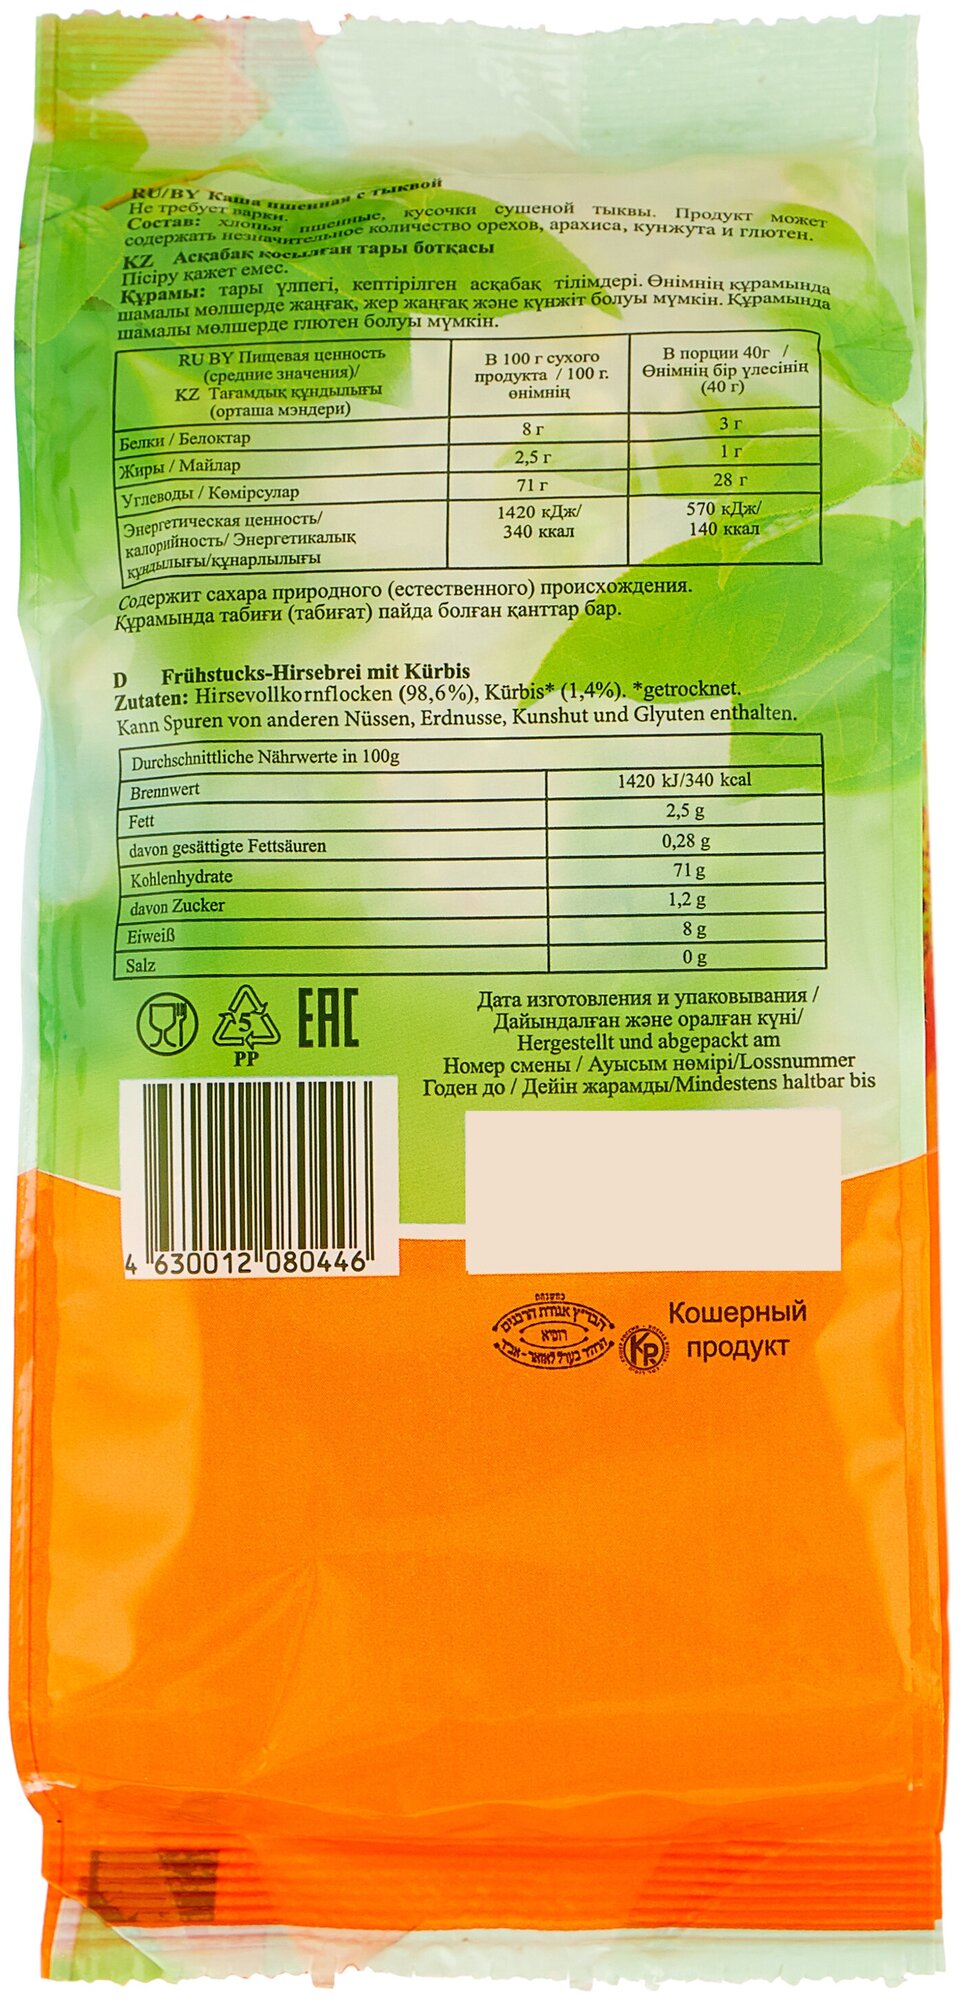 RU/BY Каша пшенная с тыквой
Не требует варки.
Состав: хлопья пшенные, кусочки сушеной тыквы. Продукт может
содержать незначительное количество орехов, арахиса, кунжута и глютен.
KZ Асқабақ қосылған тары ботқасы
Пісіру қажет емес.
Құрамы: тары үлпегі, кептірілген асқабақ тілімдері. Өнімнің құрамында
шамалы мөлшерде жаңғақ, жер жаңғақ және күнжіт болуы мүмкін. Құрамында
шамалы мөлшерде глютен болуы мүмкін.
RU BY Пищевая ценность
(средние значения)/
KZ Тағамдық құндылығы
(орташа мэндери)
В 100 г сухого
продукта / 100 г.
өнімнің
В порции 40г /
Өнімнің бір үлесінің
(40 г)
Белки / Белоктар 8 г 3 г
Жиры / Майлар 2,5 г 1 г
Углеводы / Көмірсулар 71 г 28 г
Энергетическая ценность/
калорийность/ Энергетикалық
құндылығы/құнарлылығы
1420 кДж/
340 ккал
570 кДж/
140 ккал
Содержит сахара природного (естественного) происхождения.
Құрамында табиғи (табиғат) пайда болған қанттар бар.
D Frühstucks-Hirsebrei mit Kürbis
Zutaten: Hirsevollkornflocken (98,6%), Kürbis* (1,4%). *getrocknet.
Kann Spuren von anderen Nüssen, Erdnusse, Kunshut und Glyuten enthalten.
Durchschnittliche Nährwerte in 100g
Brennwert 1420 kJ/340 kcal
Fett 2,5 g
davon gesättigte Fettsäuren 0,28 g
Kohlenhydrate 71 g
davon Zucker 1,2 g
Eiweiß 8 g
Salz 0 g
5
PP
EAC
Дата изготовления и упаковывания /
Дайындалған және оралған күні/
Hergestellt und abgepackt am
Номер смены / Ауысым нөмірі/Lossnummer
Годен до / Дейін жарамды/Mindestens haltbar bis
4 630012 080446
בהשגחת
הבד"ץ אגודת הרבנים
רוסיא
KP
Кошерный
продукт